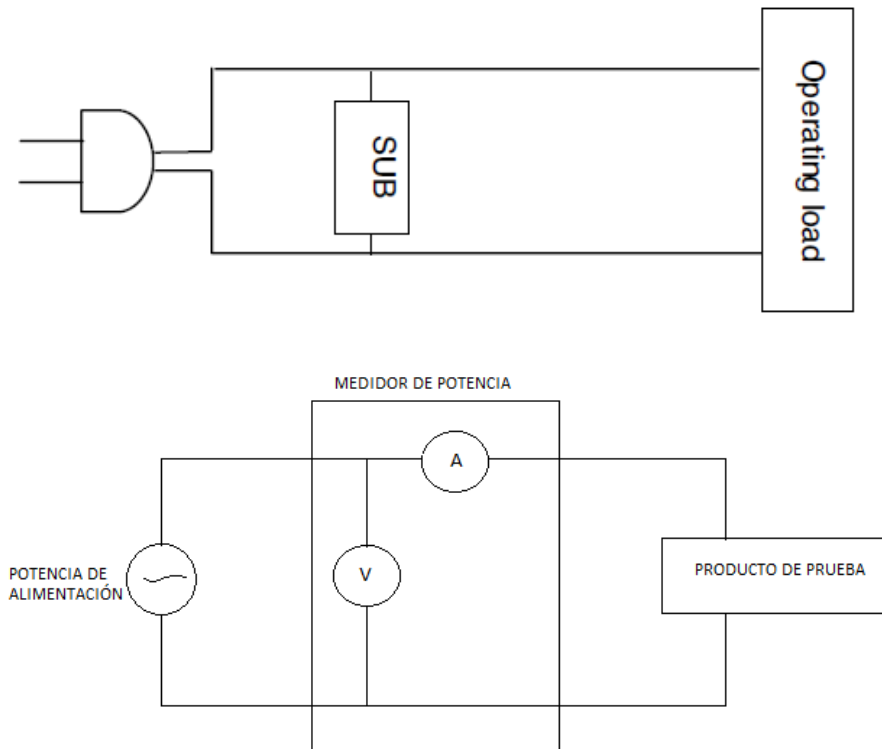 SUB
Operating load
MEDIDOR DE POTENCIA
A
V
POTENCIA DE
ALIMENTACIÓN
PRODUCTO DE PRUEBA